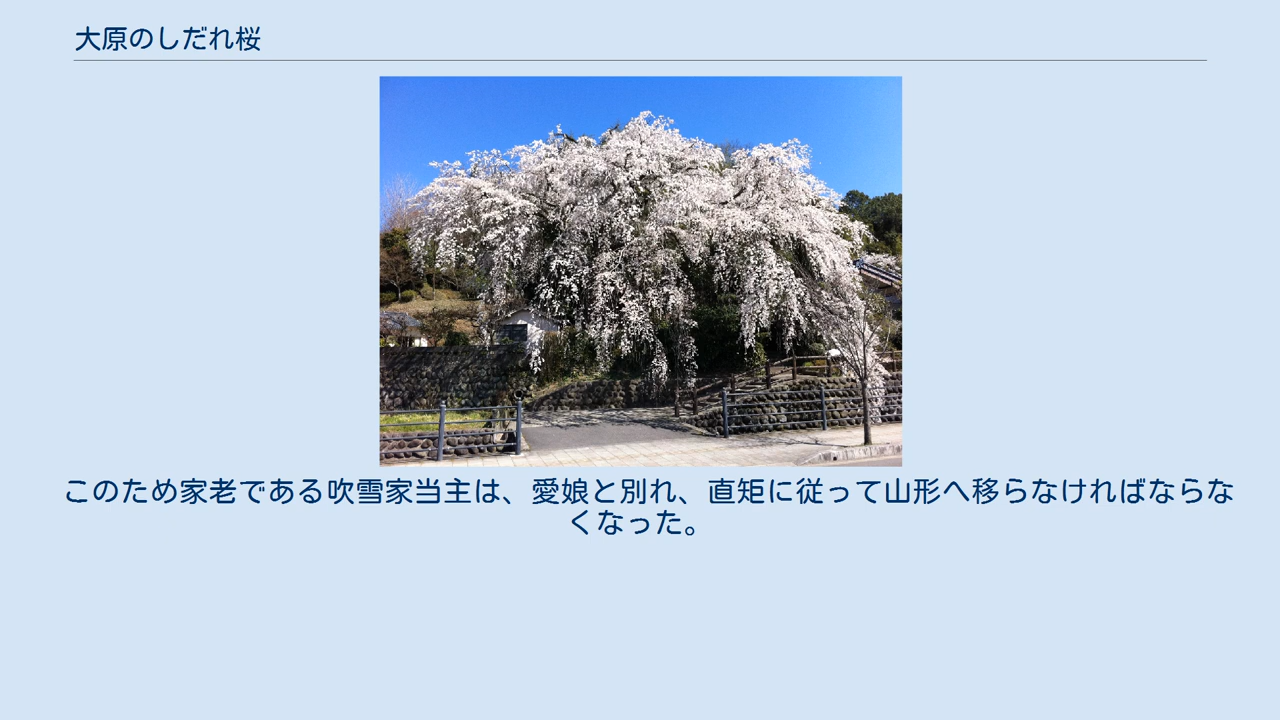 大原のしだれ桜
このため家老である吹雪家当主は、愛娘と別れ、直矩に従って山形へ移らなければならな
くなった。